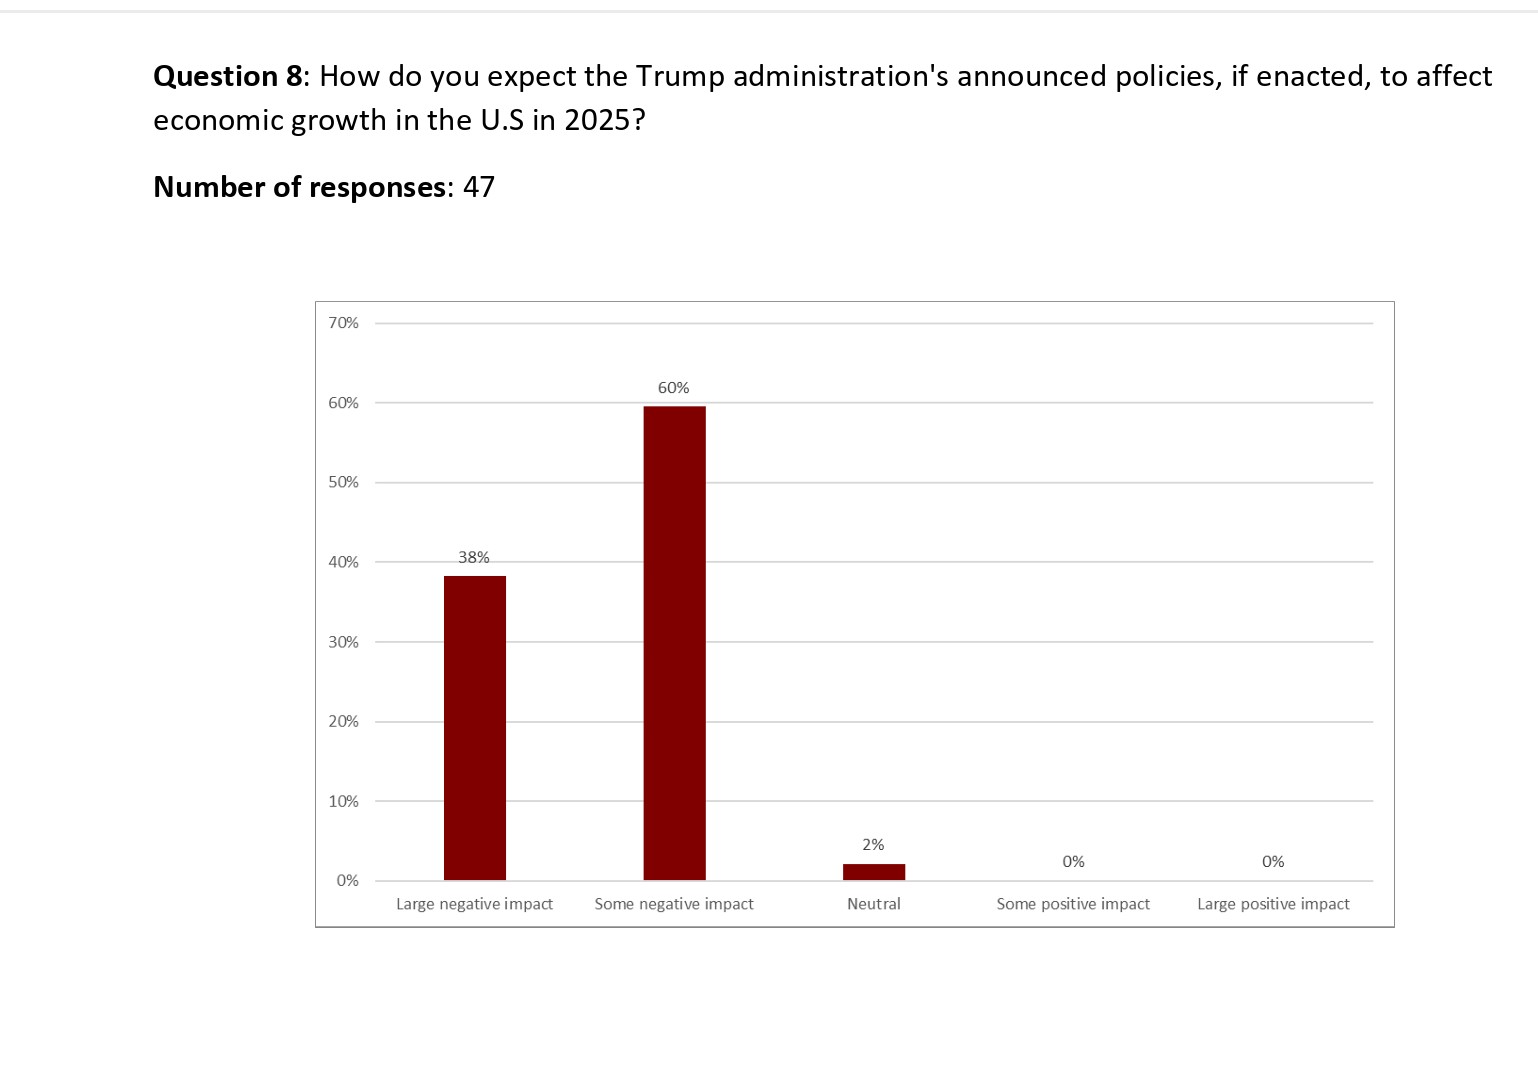 Question 8: How do you expect the Trump administration's announced policies, if enacted, to affect
economic growth in the U.S in 2025?
Number of responses: 47
70%
60%
60%
50%
38%
40%
30%
20%
10%
2%
0%
0%
0%
Large negative impact
Some negative impact
Neutral
Some positive impact
Large positive impact